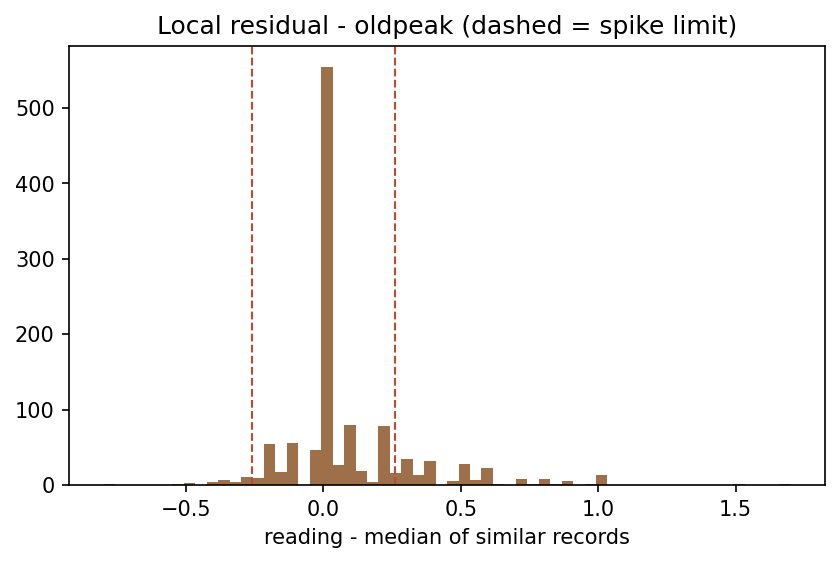 Local residual - oldpeak (dashed = spike limit)
500
400
300
200
100
0
−0.5 0.0 0.5 1.0 1.5
reading - median of similar records